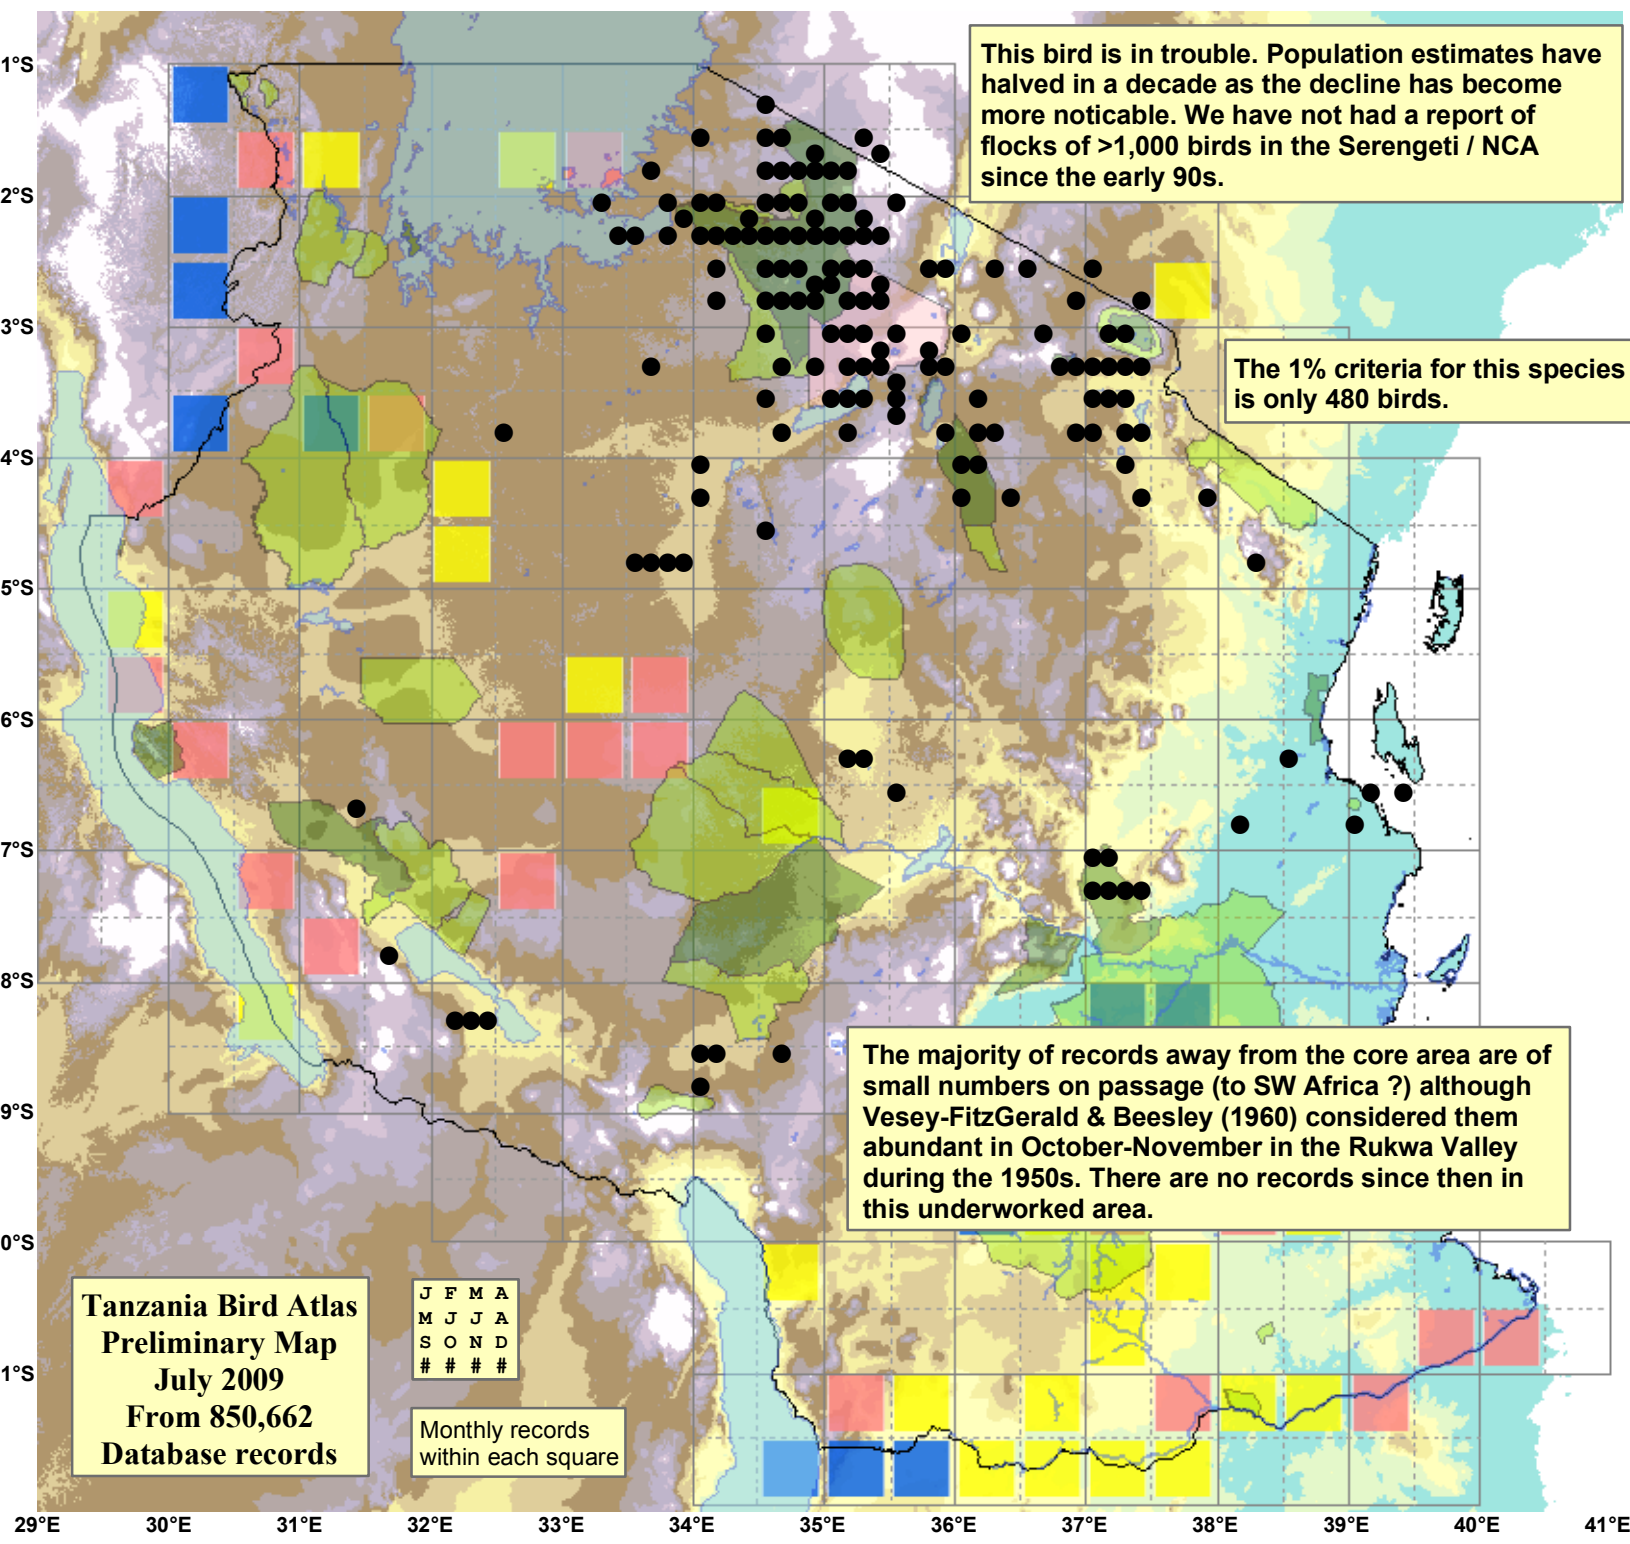 This bird is in trouble. Population estimates have
halved in a decade as the decline has become
more noticable. We have not had a report of
flocks of >1,000 birds in the Serengeti / NCA
since the early 90s.
The 1% criteria for this species
is only 480 birds.
The majority of records away from the core area are of
small numbers on passage (to SW Africa ?) although
Vesey-FitzGerald & Beesley (1960) considered them
abundant in October-November in the Rukwa Valley
during the 1950s. There are no records since then in
this underworked area.
Tanzania Bird Atlas
Preliminary Map
July 2009
From 850,662
Database records
J F M A
M J J A
S O N D
# # # #
Monthly records
within each square
1°S
2°S
3°S
4°S
5°S
6°S
7°S
8°S
9°S
0°S
1°S
29°E 30°E 31°E 32°E 33°E 34°E 35°E 36°E 37°E 38°E 39°E 40°E 41°E